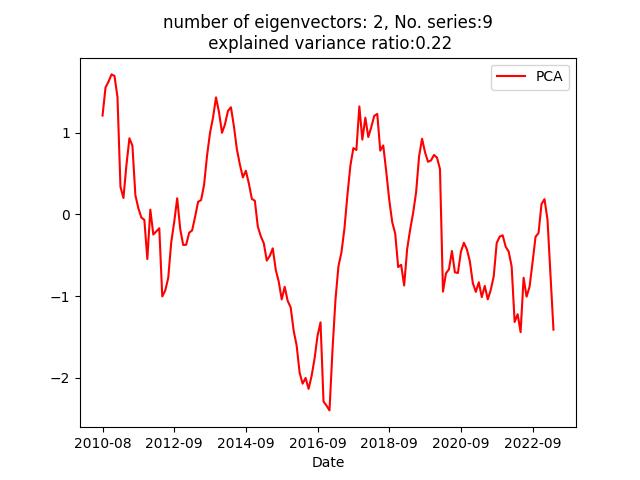 number of eigenvectors: 2, No. series:9
explained variance ratio:0.22
PCA
1
0
−1
−2
2010-08 2012-09 2014-09 2016-09 2018-09 2020-09 2022-09
Date